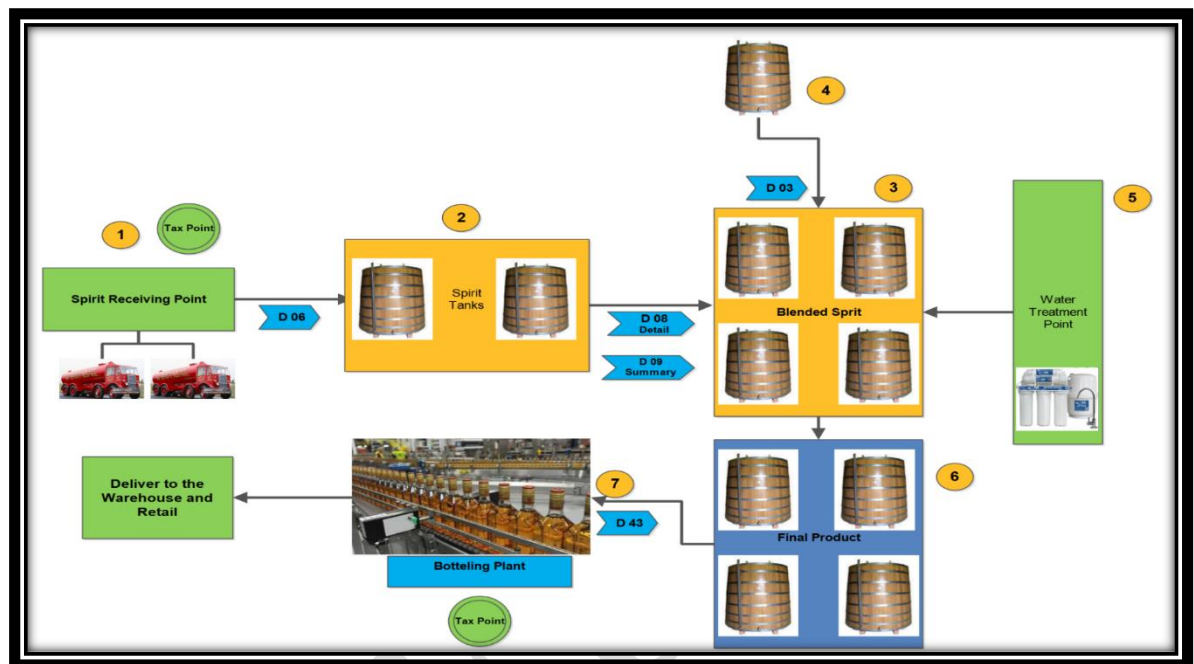 4
D 03
3
1
Tax Point
2
5
Spirit Receiving Point
D 06
Spirit
Tanks
D 08
Detail
D 09
Summary
Blended Sprit
Water
Treatment
Point
Deliver to the
Warehouse and
Retail
7
D 43
Botteling Plant
Tax Point
6
Final Product